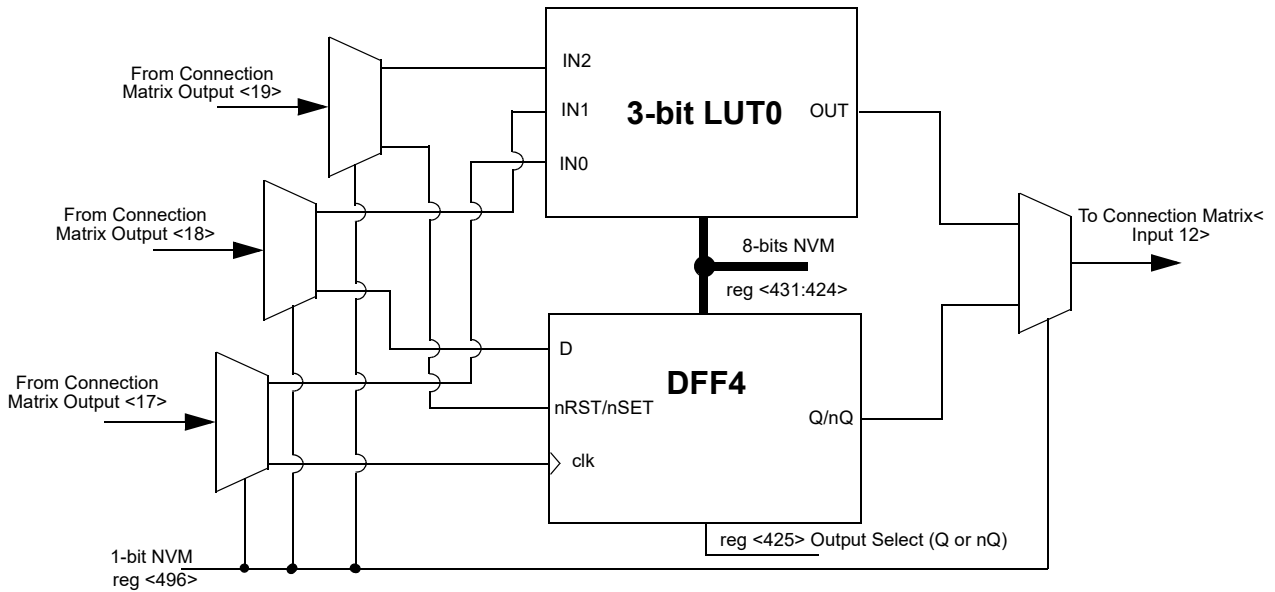 From Connection
Matrix Output <19>
IN2
IN1
IN0
3-bit LUT0
OUT
From Connection
Matrix Output <18>
To Connection Matrix<
Input 12>
8-bits NVM
reg <431:424>
From Connection
Matrix Output <17>
D
nRST/nSET
clk
DFF4
Q/nQ
reg <425> Output Select (Q or nQ)
1-bit NVM
reg <496>